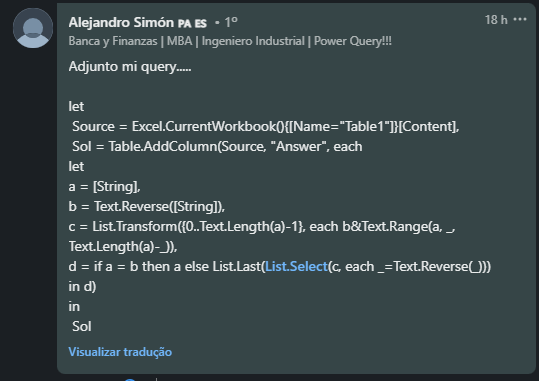 Alejandro Simón PA ES • 1º
18 h
Banca y Finanzas | MBA | Ingeniero Industrial | Power Query!!!
Adjunto mi query.....
let
Source = Excel.CurrentWorkbook(){[Name="Table1"]}[Content],
Sol = Table.AddColumn(Source, "Answer", each
let
a = [String],
b = Text.Reverse([String]),
c = List.Transform({0..Text.Length(a)-1}, each b&Text.Range(a, _,
Text.Length(a)-_)),
d = if a = b then a else List.Last(List.Select(c, each _=Text.Reverse(_)))
in d)
in
Sol
Visualizar tradução